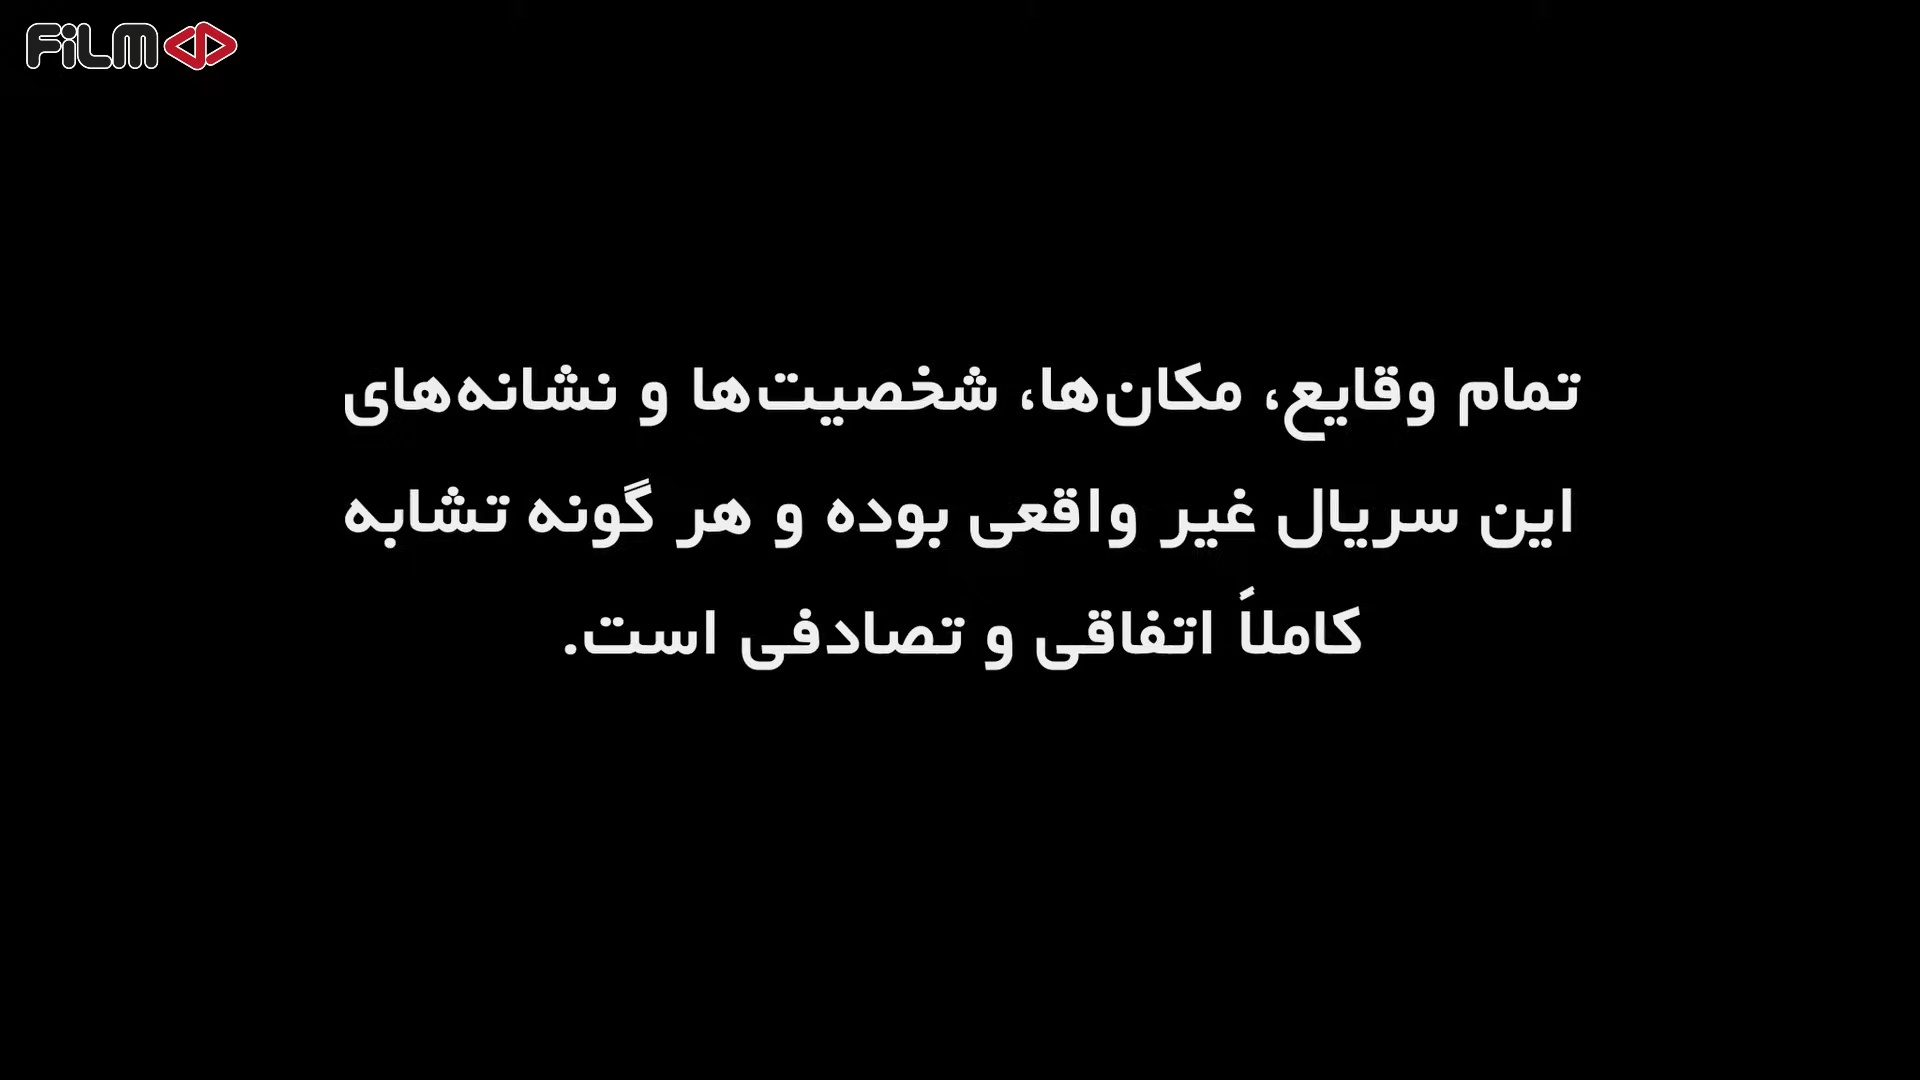 FiLM
تمام وقایع، مکان‌ها، شخصیت‌ها و نشانه‌های
این سریال غیر واقعی بوده و هر گونه تشابه
کاملاً اتفاقی و تصادفی است.